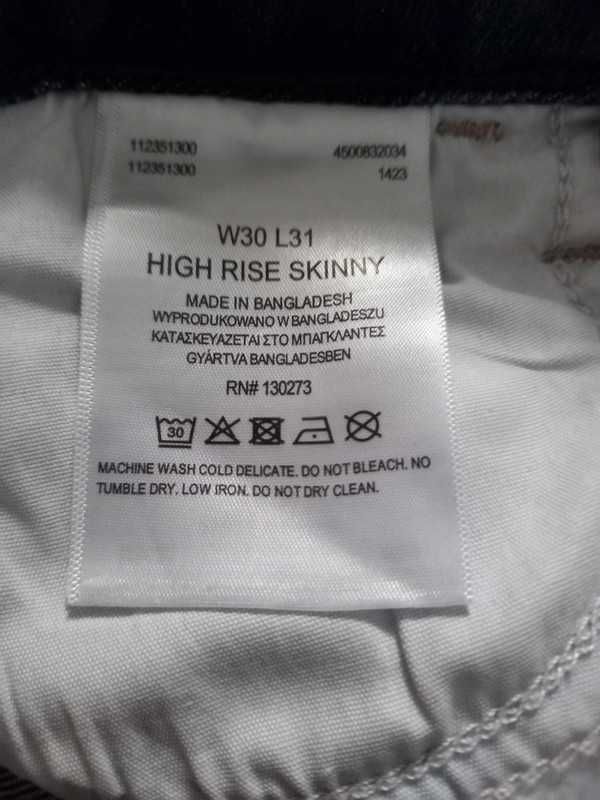 112351300 4500832034
112351300 1423
W30 L31
HIGH RISE SKINNY
MADE IN BANGLADESH
WYPRODUKOWANO W BANGLADESZU
ΚΑΤΑΣΚΕΥΑΖΕΤΑΙ ΣΤΟ ΜΠΑΓΚΛΑΝΤΕΣ
GYÁRTVA BANGLADESBEN
RN# 130273
30
MACHINE WASH COLD DELICATE. DO NOT BLEACH. NO
TUMBLE DRY. LOW IRON. DO NOT DRY CLEAN.